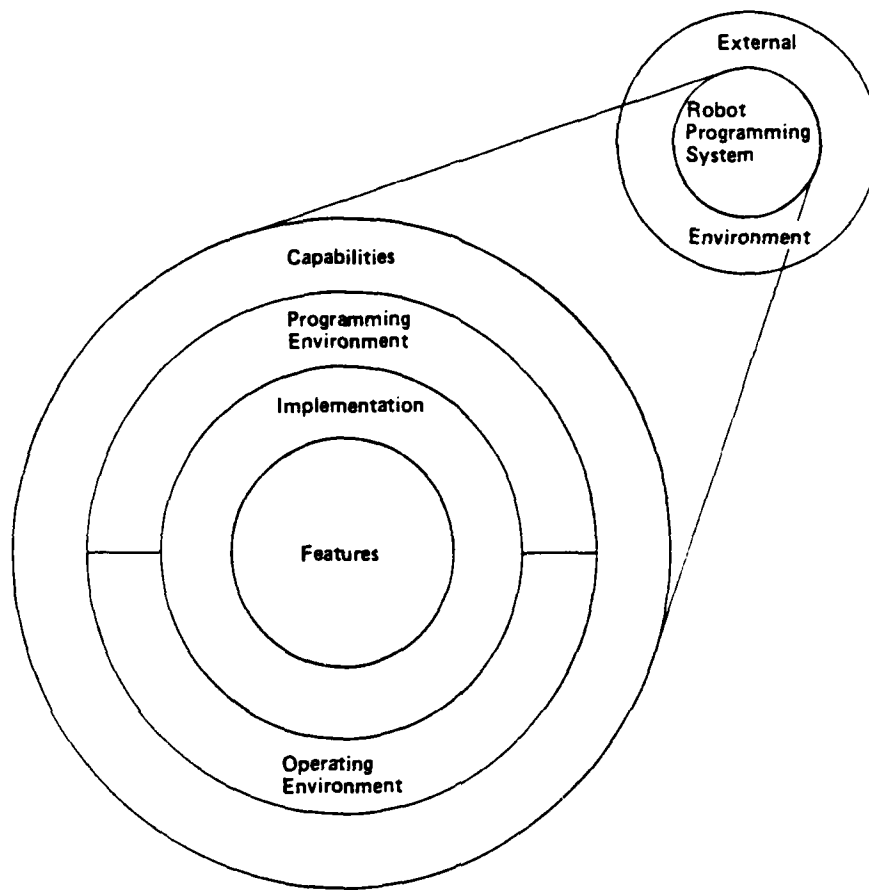 External
Robot
Programming
System
Environment
Capabilities
Programming
Environment
Implementation
Features
Operating
Environment